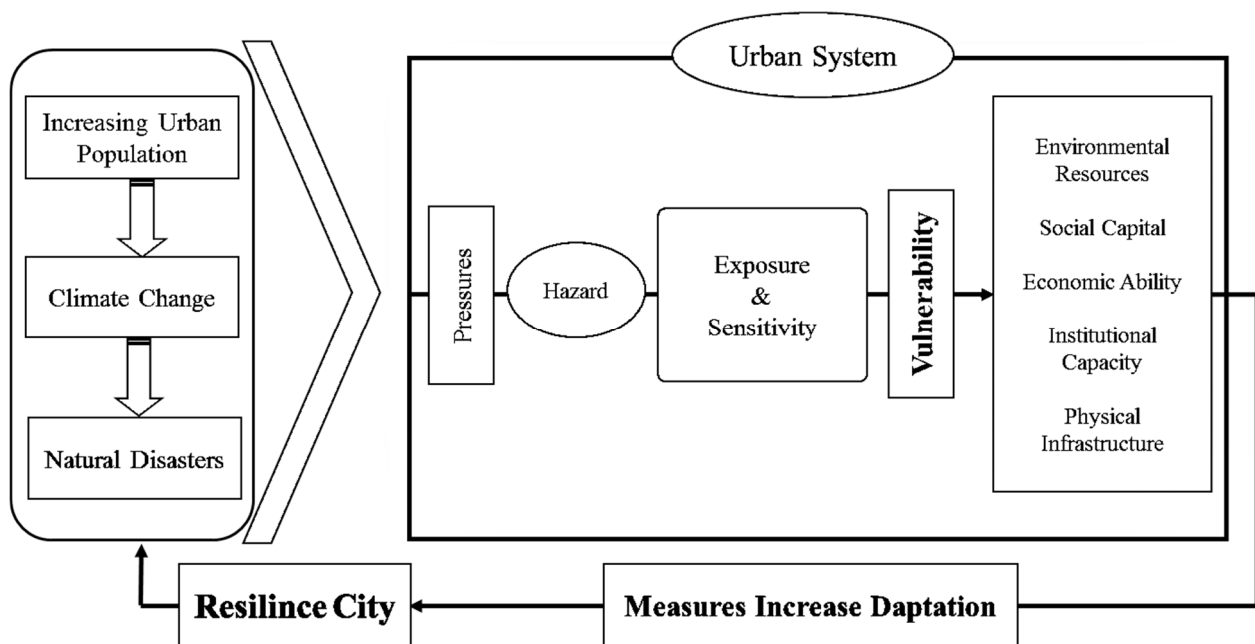 Increasing Urban
Population
Climate Change
Natural Disasters
Urban System
Pressures
Hazard
Exposure
&
Sensitivity
Vulnerability
Environmental
Resources
Social Capital
Economic Ability
Institutional
Capacity
Physical
Infrastructure
Resilince City
Measures Increase Daptation